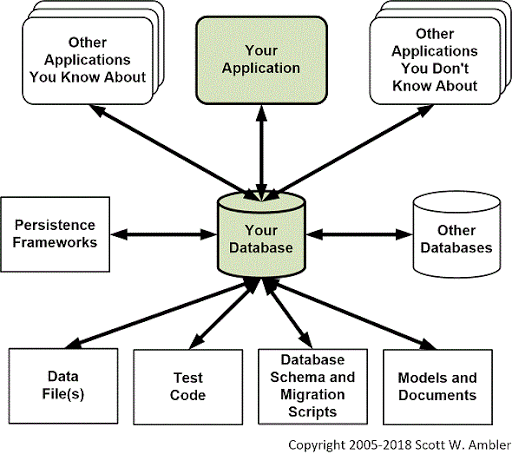 Other
Applications
You Know About
Your
Application
Other
Applications
You Don't
Know About
Persistence
Frameworks
Your
Database
Other
Databases
Data
File(s)
Test
Code
Database
Schema and
Migration
Scripts
Models and
Documents
Copyright 2005-2018 Scott W. Ambler